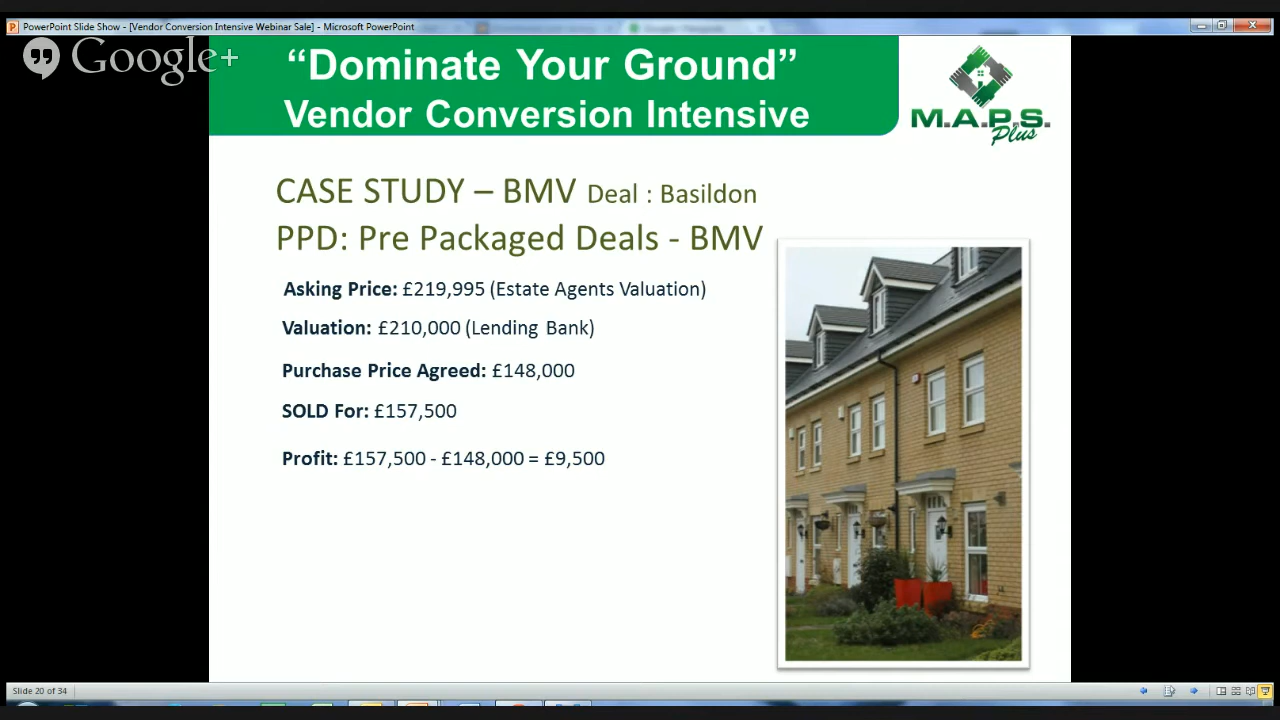 PowerPoint Slide Show - [Vendor Conversion Intensive Webinar Sale] - Microsoft PowerPoint
Google+
“Dominate Your Ground”
Vendor Conversion Intensive
M.A.P.S.
Plus
CASE STUDY – BMV Deal : Basildon
PPD: Pre Packaged Deals - BMV
Asking Price: £219,995 (Estate Agents Valuation)
Valuation: £210,000 (Lending Bank)
Purchase Price Agreed: £148,000
SOLD For: £157,500
Profit: £157,500 - £148,000 = £9,500
Slide 20 of 34